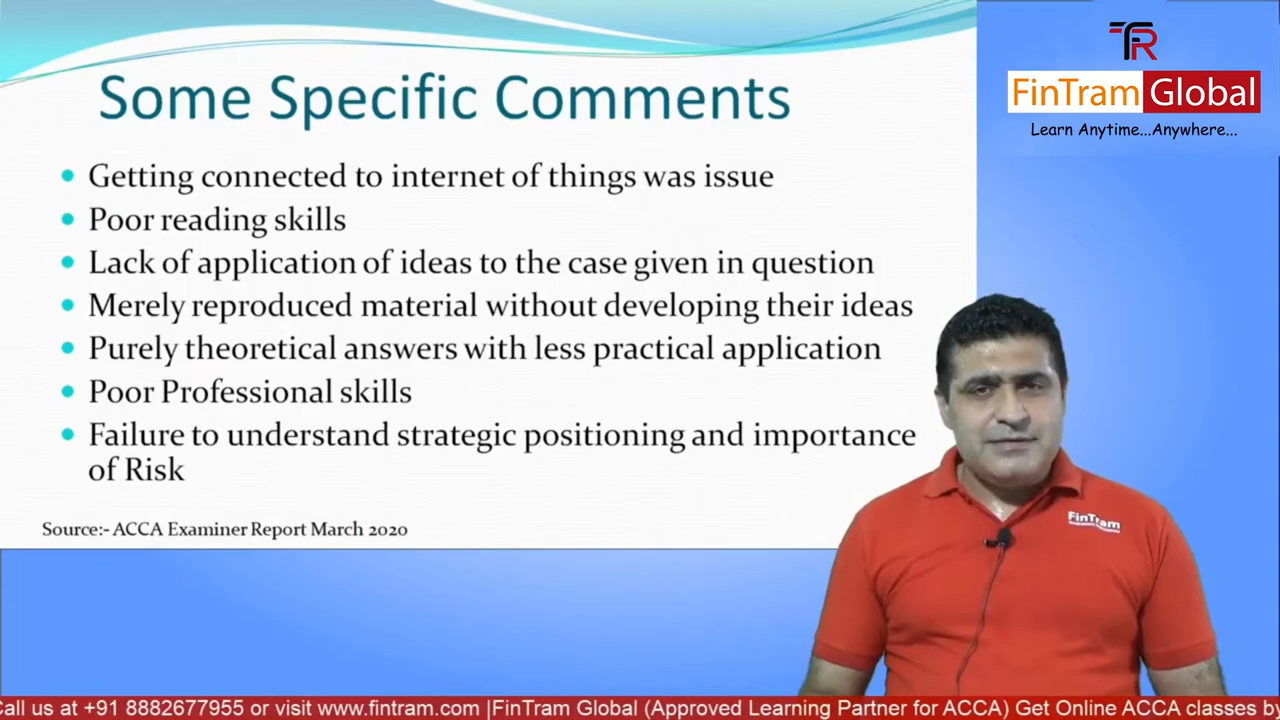 Some Specific Comments
Getting connected to internet of things was issue
Poor reading skills
Lack of application of ideas to the case given in question
Merely reproduced material without developing their ideas
Purely theoretical answers with less practical application
Poor Professional skills
Failure to understand strategic positioning and importance
of Risk
Source:- ACCA Examiner Report March 2020
FinTram Global
Learn Anytime...Anywhere...
FinTram
Call us at +91 8882677955 or visit www.fintram.com |FinTram Global (Approved Learning Partner for ACCA) Get Online ACCA classes by